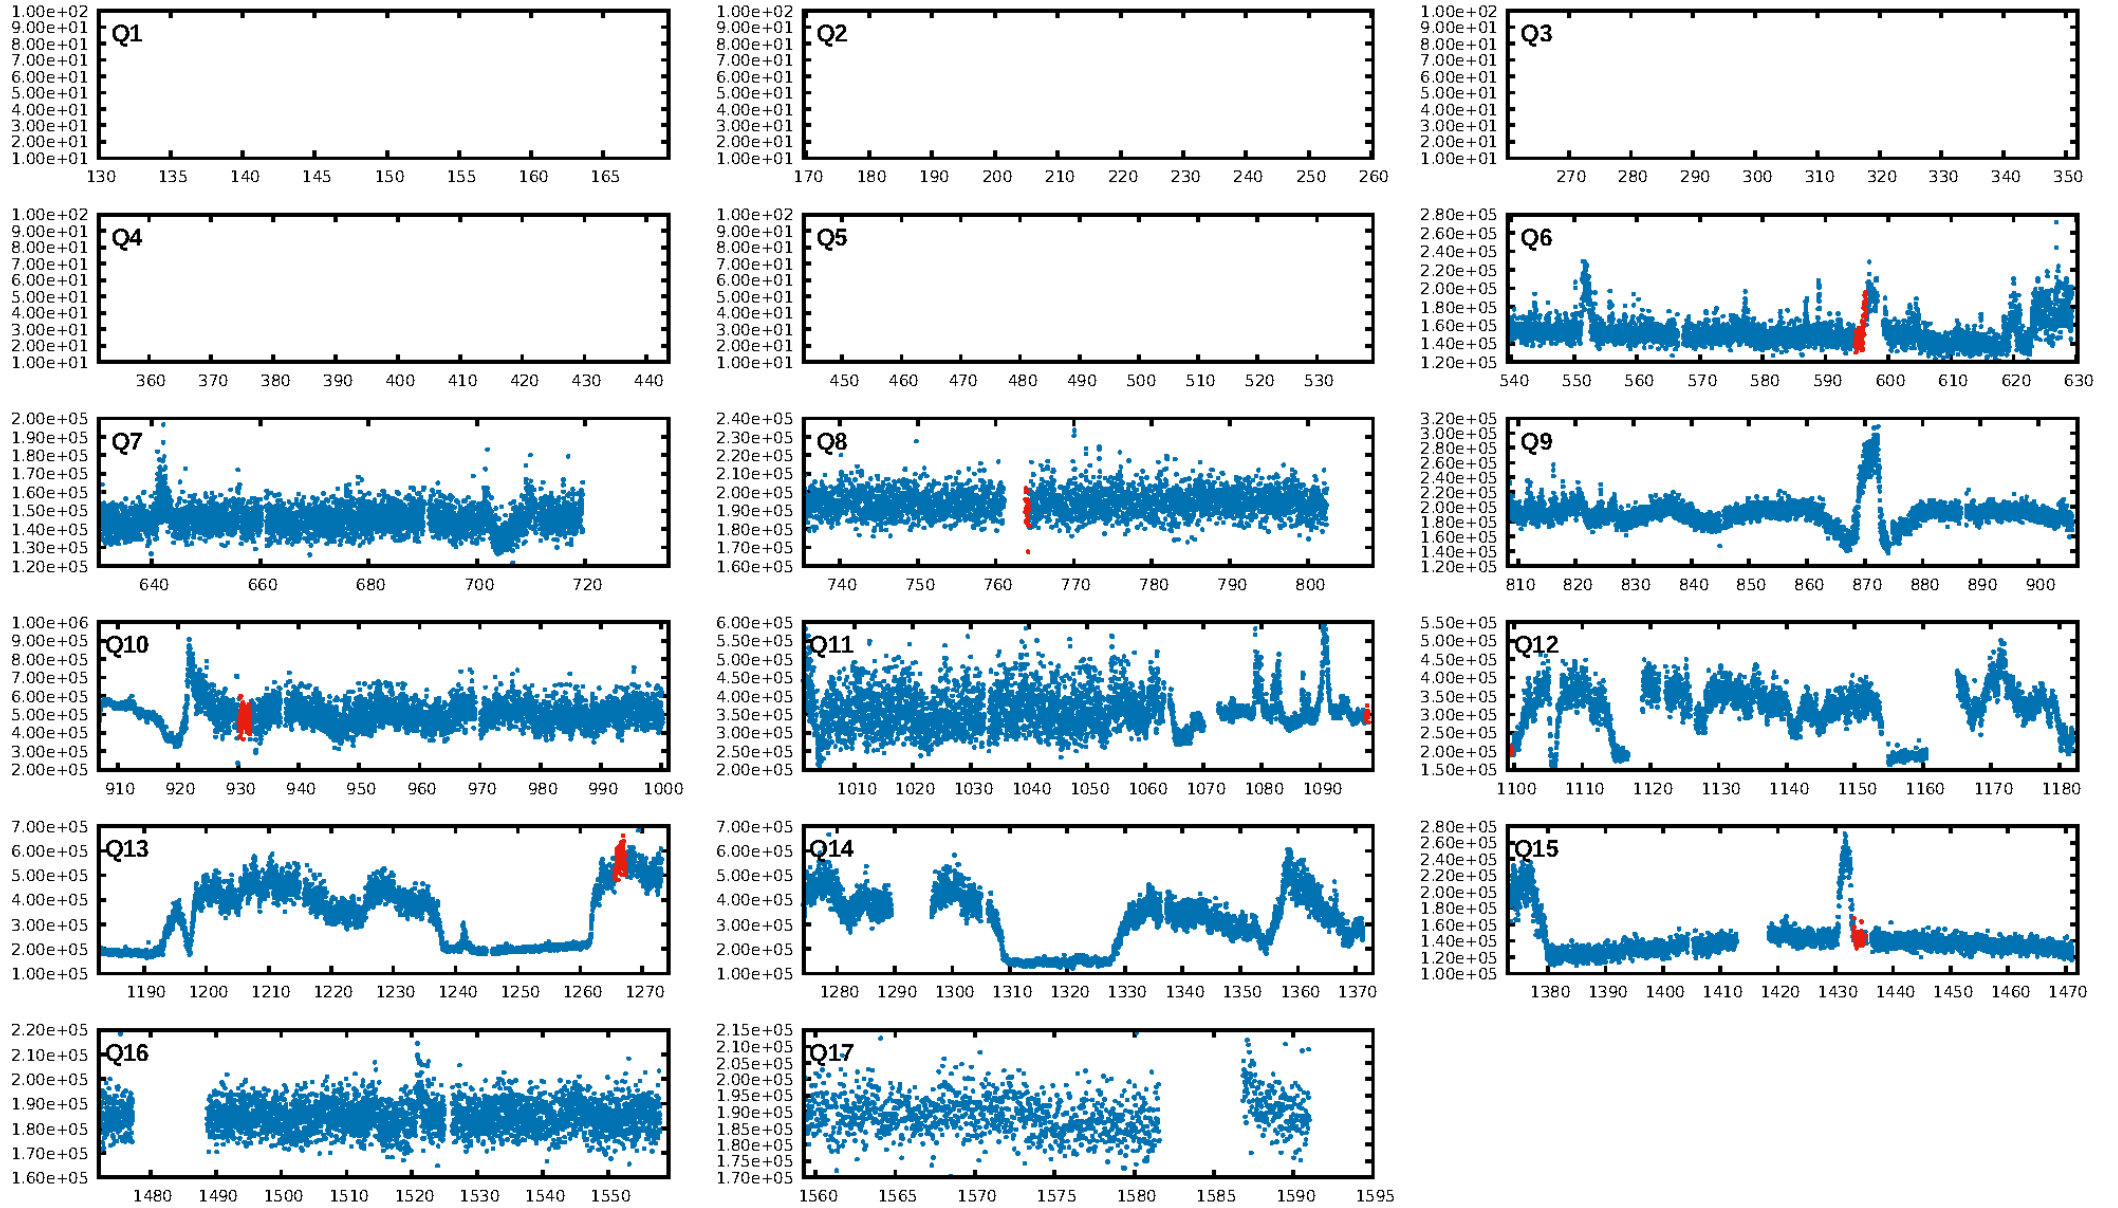 1.00e+02
9.00e+01
8.00e+01
7.00e+01
6.00e+01
5.00e+01
4.00e+01
3.00e+01
2.00e+01
1.00e+01
Q1
130 135 140 145 150 155 160 165
1.00e+02
9.00e+01
8.00e+01
7.00e+01
6.00e+01
5.00e+01
4.00e+01
3.00e+01
2.00e+01
1.00e+01
Q2
170 180 190 200 210 220 230 240 250 260
1.00e+02
9.00e+01
8.00e+01
7.00e+01
6.00e+01
5.00e+01
4.00e+01
3.00e+01
2.00e+01
1.00e+01
Q3
270 280 290 300 310 320 330 340 350
1.00e+02
9.00e+01
8.00e+01
7.00e+01
6.00e+01
5.00e+01
4.00e+01
3.00e+01
2.00e+01
1.00e+01
Q4
360 370 380 390 400 410 420 430 440
1.00e+02
9.00e+01
8.00e+01
7.00e+01
6.00e+01
5.00e+01
4.00e+01
3.00e+01
2.00e+01
1.00e+01
Q5
450 460 470 480 490 500 510 520 530
2.80e+05
2.60e+05
2.40e+05
2.20e+05
2.00e+05
1.80e+05
1.60e+05
1.40e+05
1.20e+05
Q6
540 550 560 570 580 590 600 610 620 630
2.00e+05
1.90e+05
1.80e+05
1.70e+05
1.60e+05
1.50e+05
1.40e+05
1.30e+05
1.20e+05
Q7
640 660 680 700 720
2.40e+05
2.30e+05
2.20e+05
2.10e+05
2.00e+05
1.90e+05
1.80e+05
1.70e+05
1.60e+05
Q8
740 750 760 770 780 790 800
3.20e+05
3.00e+05
2.80e+05
2.60e+05
2.40e+05
2.20e+05
2.00e+05
1.80e+05
1.60e+05
1.40e+05
1.20e+05
Q9
810 820 830 840 850 860 870 880 890 900
1.00e+06
9.00e+05
8.00e+05
7.00e+05
6.00e+05
5.00e+05
4.00e+05
3.00e+05
2.00e+05
Q10
910 920 930 940 950 960 970 980 990 1000
6.00e+05
5.50e+05
5.00e+05
4.50e+05
4.00e+05
3.50e+05
3.00e+05
2.50e+05
2.00e+05
Q11
1010 1020 1030 1040 1050 1060 1070 1080 1090
5.50e+05
5.00e+05
4.50e+05
4.00e+05
3.50e+05
3.00e+05
2.50e+05
2.00e+05
1.50e+05
Q12
1100 1110 1120 1130 1140 1150 1160 1170 1180
7.00e+05
6.00e+05
5.00e+05
4.00e+05
3.00e+05
2.00e+05
1.00e+05
Q13
1190 1200 1210 1220 1230 1240 1250 1260 1270
7.00e+05
6.00e+05
5.00e+05
4.00e+05
3.00e+05
2.00e+05
1.00e+05
Q14
1280 1290 1300 1310 1320 1330 1340 1350 1360 1370
2.80e+05
2.60e+05
2.40e+05
2.20e+05
2.00e+05
1.80e+05
1.60e+05
1.40e+05
1.20e+05
1.00e+05
Q15
1380 1390 1400 1410 1420 1430 1440 1450 1460 1470
2.20e+05
2.10e+05
2.00e+05
1.90e+05
1.80e+05
1.70e+05
1.60e+05
Q16
1480 1490 1500 1510 1520 1530 1540 1550
2.15e+05
2.10e+05
2.05e+05
2.00e+05
1.95e+05
1.90e+05
1.85e+05
1.80e+05
1.75e+05
1.70e+05
Q17
1560 1565 1570 1575 1580 1585 1590 1595